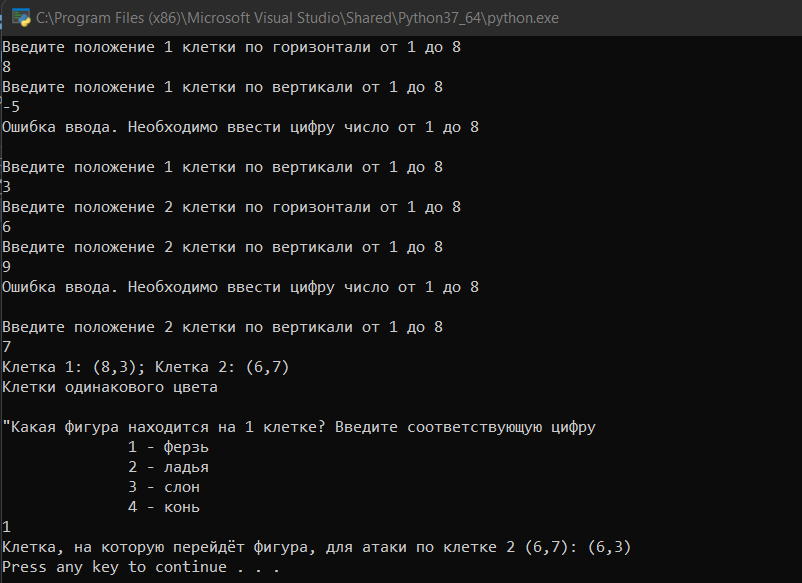 C:\Program Files (x86)\Microsoft Visual Studio\Shared\Python37_64\python.exe
Введите положение 1 клетки по горизонтали от 1 до 8
8
Введите положение 1 клетки по вертикали от 1 до 8
-5
Ошибка ввода. Необходимо ввести цифру число от 1 до 8
Введите положение 1 клетки по вертикали от 1 до 8
3
Введите положение 2 клетки по горизонтали от 1 до 8
6
Введите положение 2 клетки по вертикали от 1 до 8
9
Ошибка ввода. Необходимо ввести цифру число от 1 до 8
Введите положение 2 клетки по вертикали от 1 до 8
7
Клетка 1: (8,3); Клетка 2: (6,7)
Клетки одинакового цвета
"Какая фигура находится на 1 клетке? Введите соответствующую цифру
1 - ферзь
2 - ладья
3 - слон
4 - конь
1
Клетка, на которую перейдёт фигура, для атаки по клетке 2 (6,7): (6,3)
Press any key to continue . . .